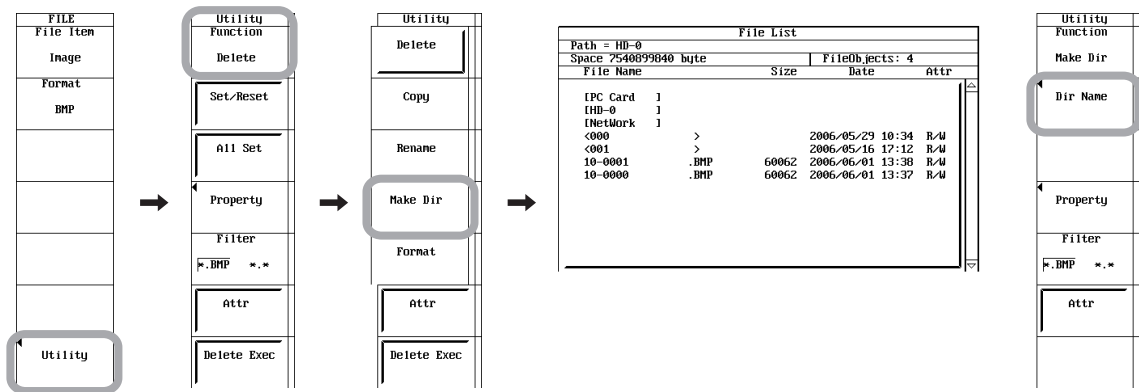 FILE
File Item
Image
Format
BMP
Utility
Utility
Function
Delete
Set/Reset
All Set
Property
Filter
*.BMP *.*
Attr
Delete Exec
Utility
Delete
Copy
Rename
Make Dir
Format
Attr
Delete Exec
File List
Path = HD-0
Space 7540899840 byte FileObjects: 4
File Name Size Date Attr
[PC Card ]
[HD-0 ]
[NetWork ]
<000 > 2006/05/29 10:34 R/W
<001 > 2006/05/16 17:12 R/W
10-0001 .BMP 60062 2006/06/01 13:38 R/W
10-0000 .BMP 60062 2006/06/01 13:37 R/W
Utility
Function
Make Dir
Dir Name
Property
Filter
*.BMP *.*
Attr